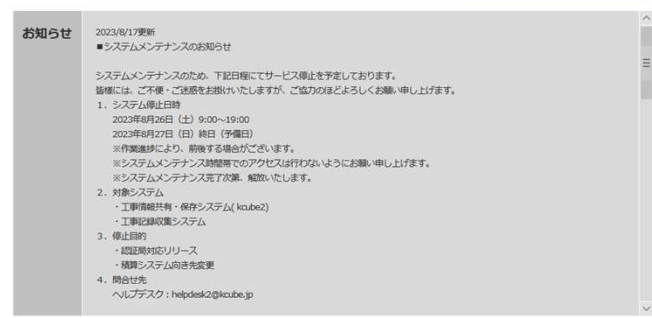 お知らせ
2023/8/17更新
■システムメンテナンスのお知らせ
システムメンテナンスのため、下記日程にてサービス停止を予定しております。
皆様には、ご不便・ご迷惑をお掛けいたしますが、ご協力のほどよろしくお願い申し上げます。
1．システム停止日時
2023年8月26日（土）9:00～19:00
2023年8月27日（日）終日（予備日）
※作業進捗により、前後する場合がございます。
※システムメンテナンス時間帯でのアクセスは行わないようにお願い申し上げます。
※システムメンテナンス完了次第、解放いたします。
2．対象システム
・工事情報共有・保存システム( kcube2)
・工事記録収集システム
3．停止目的
・認証局対応リリース
・積算システム向き先変更
4．問合せ先
ヘルプデスク：helpdesk2@kcube.jp